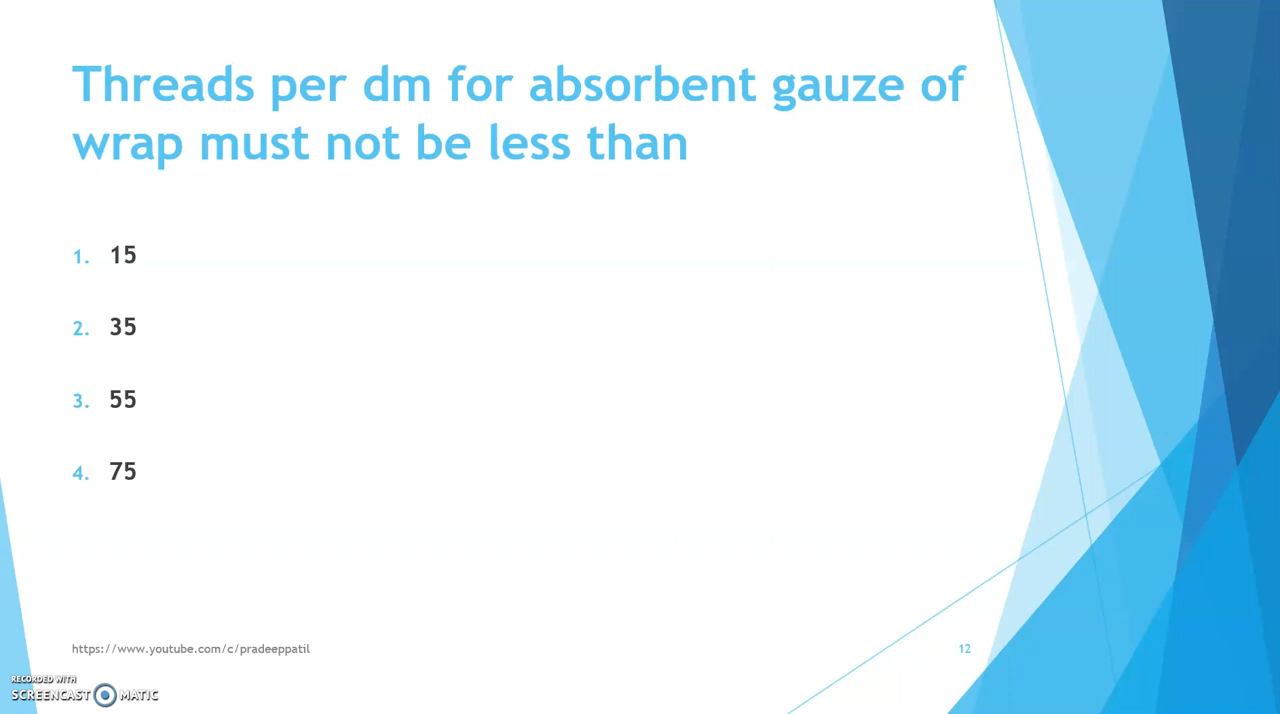 Threads per dm for absorbent gauze of
wrap must not be less than
1. 15
2. 35
3. 55
4. 75
https://www.youtube.com/c/pradeeppatil
12
RECORDED WITH
SCREENCAST MATIC